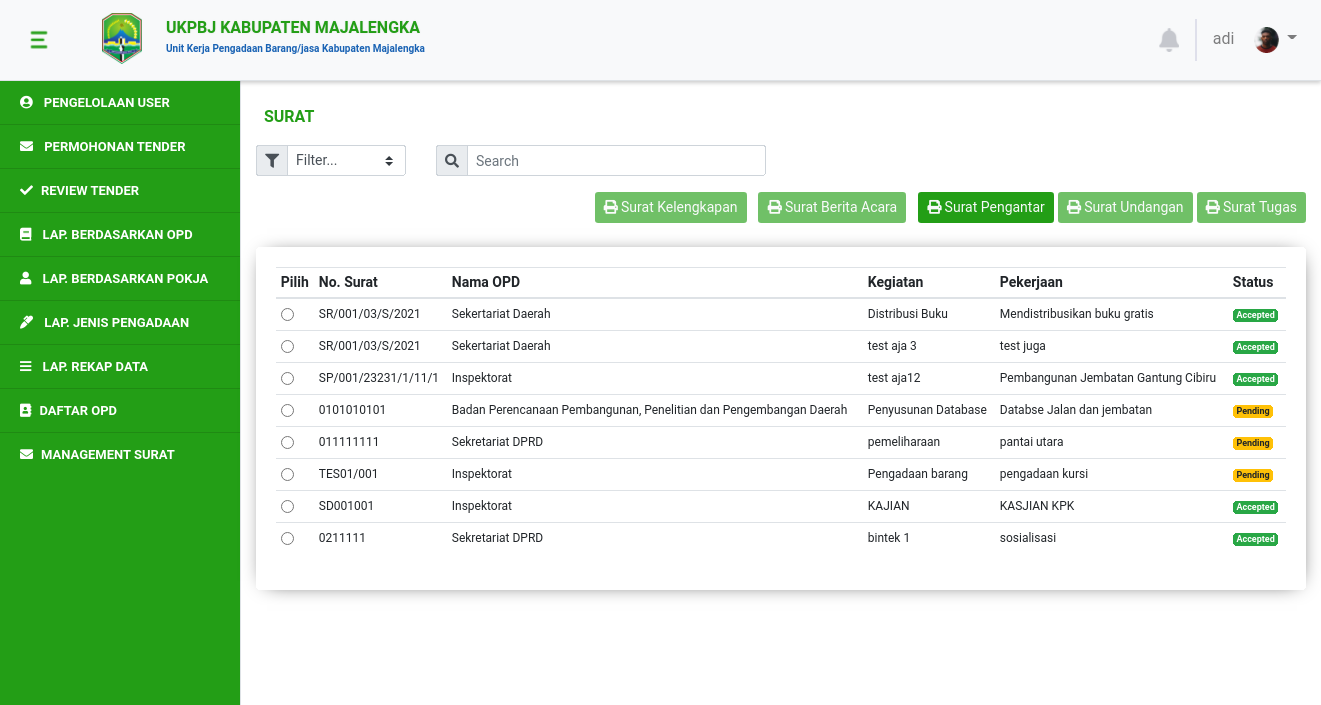 UKPBJ KABUPATEN MAJALENGKA
Unit Kerja Pengadaan Barang/jasa Kabupaten Majalengka
adi
PENGELOLAAN USER
PERMOHONAN TENDER
REVIEW TENDER
LAP. BERDASARKAN OPD
LAP. BERDASARKAN POKJA
LAP. JENIS PENGADAAN
LAP. REKAP DATA
DAFTAR OPD
MANAGEMENT SURAT
SURAT
Filter... Search
Surat Kelengkapan Surat Berita Acara Surat Pengantar Surat Undangan Surat Tugas
Pilih No. Surat Nama OPD Kegiatan Pekerjaan Status
SR/001/03/S/2021 Sekertariat Daerah Distribusi Buku Mendistribusikan buku gratis Accepted
SR/001/03/S/2021 Sekertariat Daerah test aja 3 test juga Accepted
SP/001/23231/1/11/1 Inspektorat test aja12 Pembangunan Jembatan Gantung Cibiru Accepted
0101010101 Badan Perencanaan Pembangunan, Penelitian dan Pengembangan Daerah Penyusunan Database Databse Jalan dan jembatan Pending
011111111 Sekretariat DPRD pemeliharaan pantai utara Pending
TES01/001 Inspektorat Pengadaan barang pengadaan kursi Pending
SD001001 Inspektorat KAJIAN KASJIAN KPK Accepted
0211111 Sekretariat DPRD bintek 1 sosialisasi Accepted